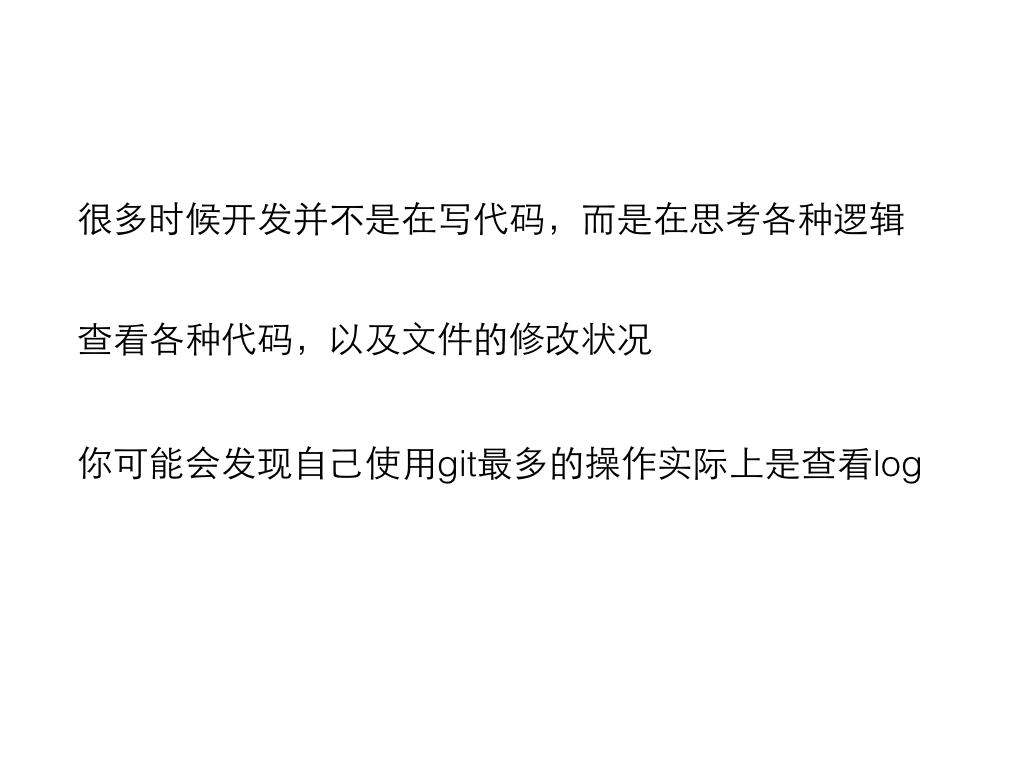 很多时候开发并不是在写代码，而是在思考各种逻辑
查看各种代码，以及文件的修改状况
你可能会发现自己使用git最多的操作实际上是查看log